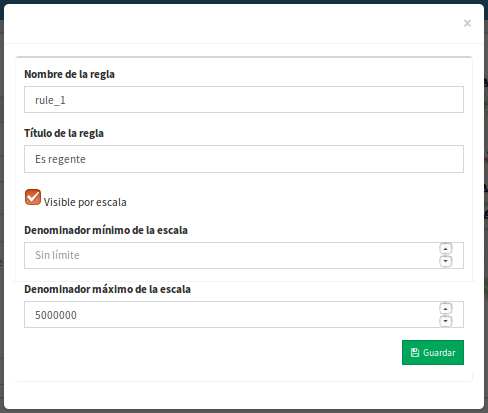 ×
Nombre de la regla
rule_1
Título de la regla
Es regente
Visible por escala
Denominador mínimo de la escala
Sin límite
Denominador máximo de la escala
5000000
Guardar